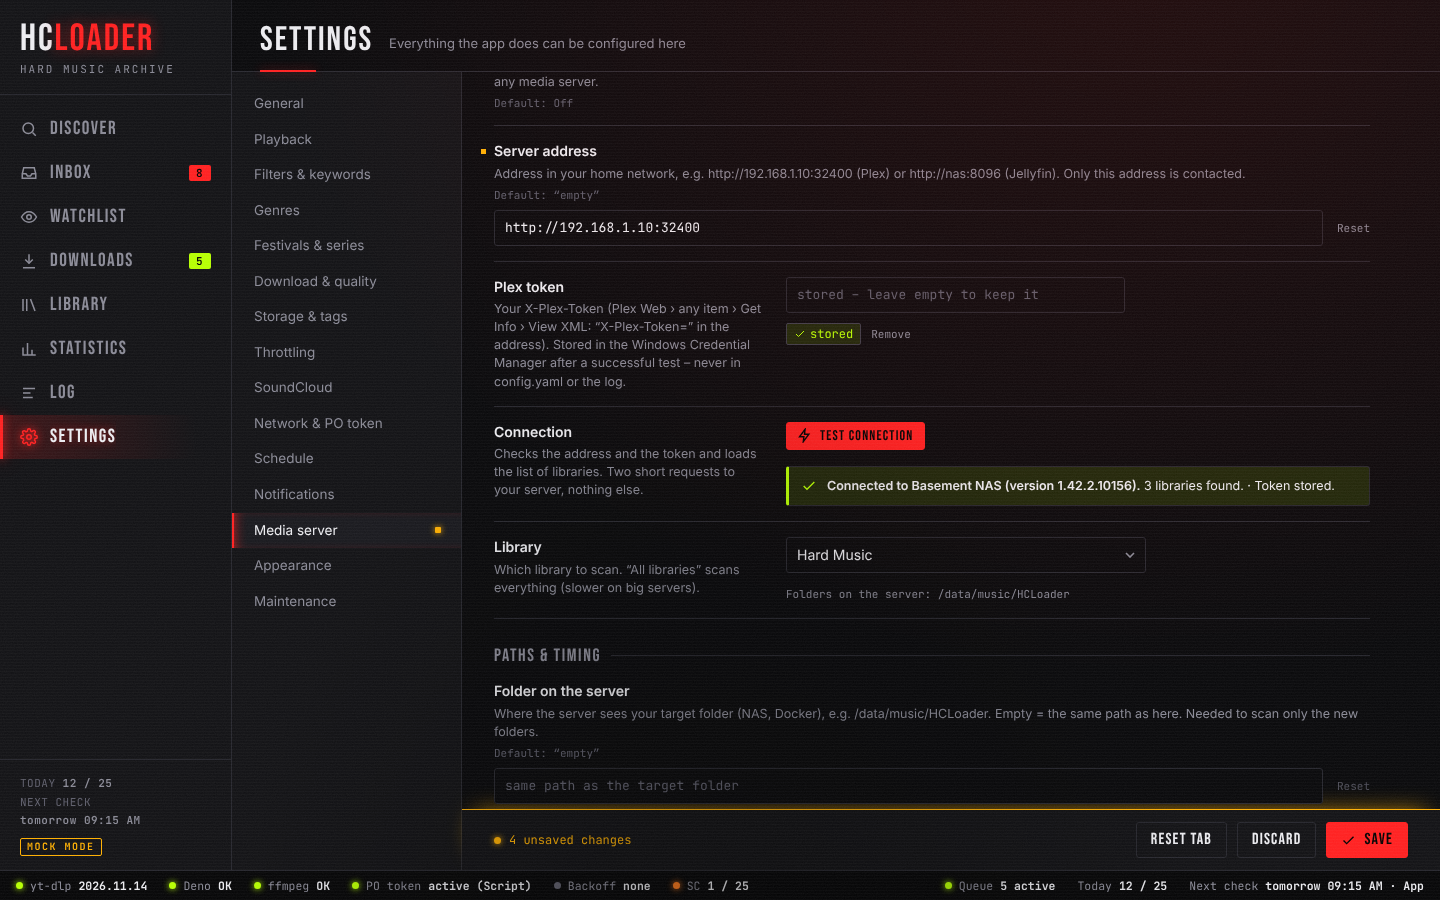 HCLOADER
HARD MUSIC ARCHIVE
DISCOVER
INBOX 8
WATCHLIST
DOWNLOADS 5
LIBRARY
STATISTICS
LOG
SETTINGS
TODAY 12 / 25
NEXT CHECK
tomorrow 09:15 AM
MOCK MODE
SETTINGS Everything the app does can be configured here
General
Playback
Filters & keywords
Genres
Festivals & series
Download & quality
Storage & tags
Throttling
SoundCloud
Network & PO token
Schedule
Notifications
Media server
Appearance
Maintenance
any media server.
Default: Off
Server address
Address in your home network, e.g. http://192.168.1.10:32400 (Plex) or http://nas:8096 (Jellyfin). Only this address is contacted.
Default: “empty”
http://192.168.1.10:32400 Reset
Plex token
Your X-Plex-Token (Plex Web › any item › Get
Info › View XML: “X-Plex-Token=” in the
address). Stored in the Windows Credential
Manager after a successful test – never in
config.yaml or the log.
stored – leave empty to keep it
stored Remove
Connection
Checks the address and the token and loads
the list of libraries. Two short requests to
your server, nothing else.
TEST CONNECTION
Connected to Basement NAS (version 1.42.2.10156). 3 libraries found. · Token stored.
Library
Which library to scan. “All libraries” scans
everything (slower on big servers).
Hard Music
Folders on the server: /data/music/HCLoader
PATHS & TIMING
Folder on the server
Where the server sees your target folder (NAS, Docker), e.g. /data/music/HCLoader. Empty = the same path as here. Needed to scan only the new
folders.
Default: “empty”
same path as the target folder Reset
4 unsaved changes RESET TAB DISCARD SAVE
yt-dlp 2026.11.14 Deno OK ffmpeg OK PO token active (Script) Backoff none SC 1 / 25 Queue 5 active Today 12 / 25 Next check tomorrow 09:15 AM · App